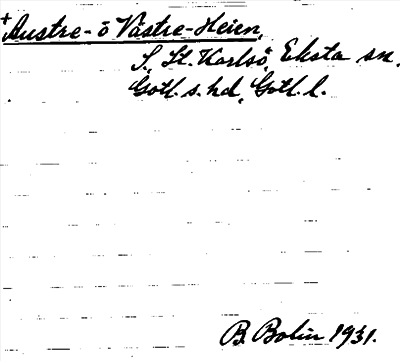 +Austre- o Västre-Heien,
S. St. Karlsö, Eksta sn,
Gotl. s. hd, Gotl. l.
B. Bolin 1931.